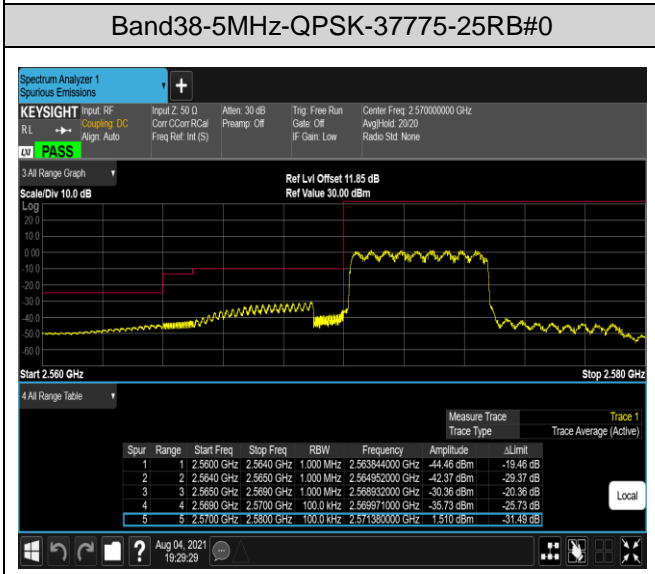 Band38-5MHz-QPSK-37775-25RB#0
Spectrum Analyzer 1
Spurious Emissions
+
KEYSIGHT Input: RF Input Z: 50 Ω Atten: 30 dB Trig: Free Run Center Freq: 2.570000000 GHz
R L Coupling: DC Corr CCorr RCal Preamp: Off Gate: Off Avg|Hold: 20/20
Align: Auto Freq Ref: Int (S) IF Gain: Low Radio Std: None
LXI PASS
3 All Range Graph
Ref Lvl Offset 11.85 dB
Scale/Div 10.0 dB Ref Value 30.00 dBm
Log
20.0
10.0
0.00
-10.0
-20.0
-30.0
-40.0
-50.0
-60.0
Start 2.560 GHz Stop 2.580 GHz
4 All Range Table
Measure Trace Trace 1
Trace Type Trace Average (Active)
Spur Range Start Freq Stop Freq RBW Frequency Amplitude ΔLimit
1 1 2.5600 GHz 2.5640 GHz 1.000 MHz 2.563844000 GHz -44.46 dBm -19.46 dB
2 2 2.5640 GHz 2.5650 GHz 1.000 MHz 2.564952000 GHz -42.37 dBm -29.37 dB
3 3 2.5650 GHz 2.5690 GHz 1.000 MHz 2.568932000 GHz -30.36 dBm -20.36 dB
4 4 2.5690 GHz 2.5700 GHz 100.0 kHz 2.569971000 GHz -35.73 dBm -25.73 dB
5 5 2.5700 GHz 2.5800 GHz 100.0 kHz 2.571380000 GHz 1.510 dBm -31.49 dB
Local
? Aug 04, 2021
19:29:29